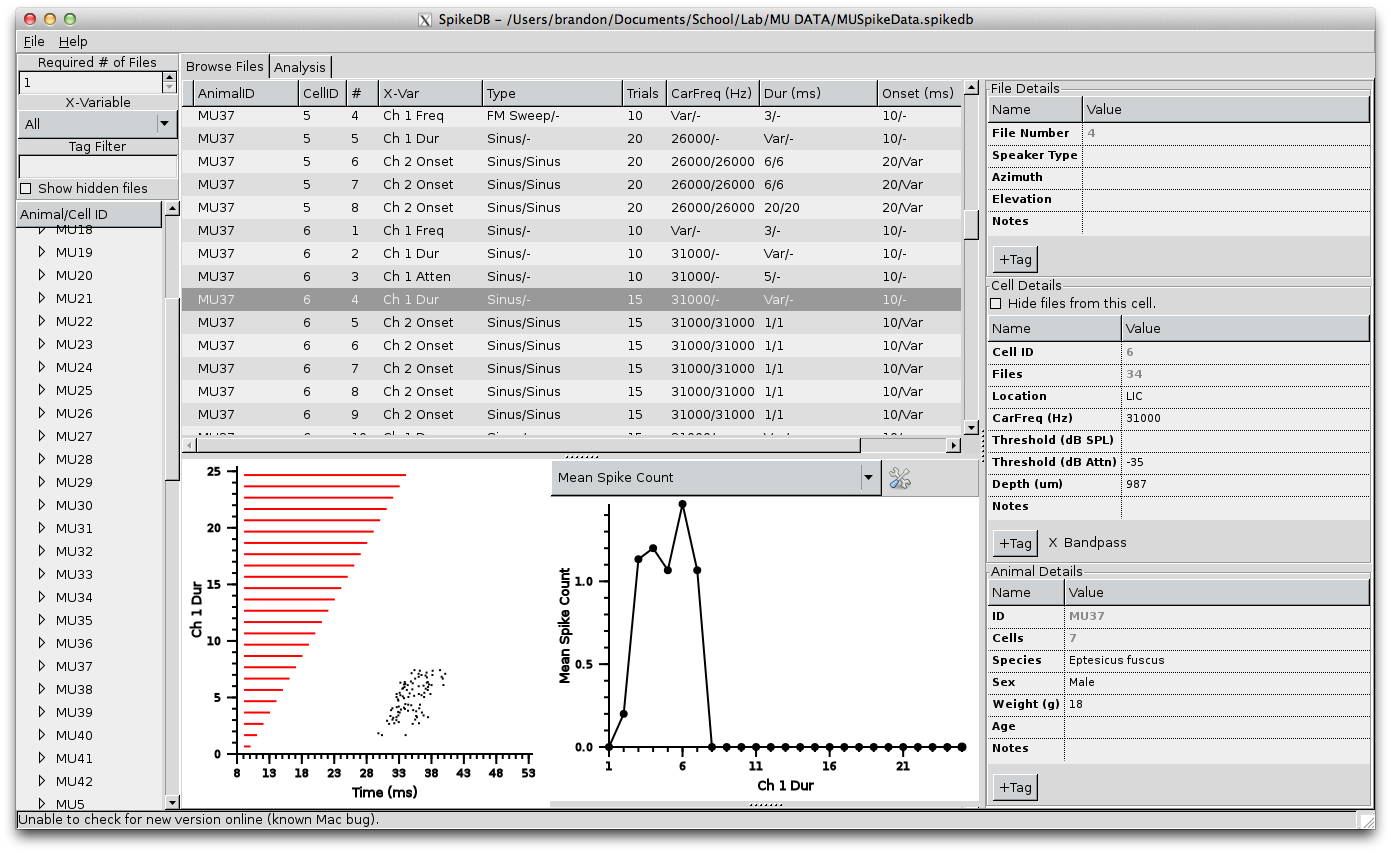 SpikeDB – /Users/brandon/Documents/School/Lab/MU DATA/MUSpikeData.spikedb
File Help
Required # of Files
1
X-Variable
All
Tag Filter
Show hidden files
Animal/Cell ID
MU18
MU19
MU20
MU21
MU22
MU23
MU24
MU25
MU26
MU27
MU28
MU29
MU30
MU31
MU32
MU33
MU34
MU35
MU36
MU37
MU38
MU39
MU40
MU41
MU42
MU5
Browse Files Analysis
AnimalID CellID # X-Var Type Trials CarFreq (Hz) Dur (ms) Onset (ms)
MU37 5 4 Ch 1 Freq FM Sweep/- 10 Var/- 3/- 10/-
MU37 5 5 Ch 1 Dur Sinus/- 20 26000/- Var/- 10/-
MU37 5 6 Ch 2 Onset Sinus/Sinus 20 26000/26000 6/6 20/Var
MU37 5 7 Ch 2 Onset Sinus/Sinus 20 26000/26000 6/6 20/Var
MU37 5 8 Ch 2 Onset Sinus/Sinus 20 26000/26000 20/20 20/Var
MU37 6 1 Ch 1 Freq Sinus/- 10 Var/- 3/- 10/-
MU37 6 2 Ch 1 Dur Sinus/- 10 31000/- Var/- 10/-
MU37 6 3 Ch 1 Atten Sinus/- 10 31000/- 5/- 10/-
MU37 6 4 Ch 1 Dur Sinus/- 15 31000/- Var/- 10/-
MU37 6 5 Ch 2 Onset Sinus/Sinus 15 31000/31000 1/1 10/Var
MU37 6 6 Ch 2 Onset Sinus/Sinus 15 31000/31000 1/1 10/Var
MU37 6 7 Ch 2 Onset Sinus/Sinus 15 31000/31000 1/1 10/Var
MU37 6 8 Ch 2 Onset Sinus/Sinus 15 31000/31000 1/1 10/Var
MU37 6 9 Ch 2 Onset Sinus/Sinus 15 31000/31000 1/1 10/Var
25
20
15
10
5
0
Ch 1 Dur
8 13 18 23 28 33 38 43 48 53
Time (ms)
Mean Spike Count
1.0
0.5
0.0
Mean Spike Count
1 6 11 16 21
Ch 1 Dur
File Details
Name Value
File Number 4
Speaker Type
Azimuth
Elevation
Notes
+Tag
Cell Details
Hide files from this cell.
Name Value
Cell ID 6
Files 34
Location LIC
CarFreq (Hz) 31000
Threshold (dB SPL)
Threshold (dB Attn) -35
Depth (um) 987
Notes
+Tag X Bandpass
Animal Details
Name Value
ID MU37
Cells 7
Species Eptesicus fuscus
Sex Male
Weight (g) 18
Age
Notes
+Tag
Unable to check for new version online (known Mac bug).